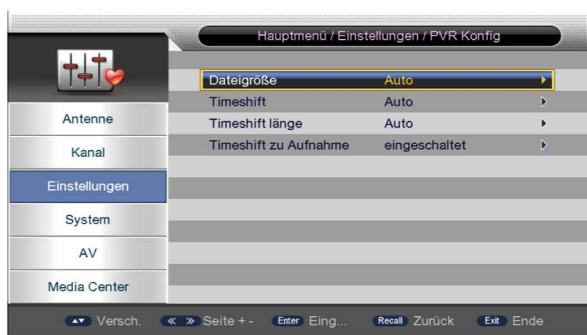 Hauptmenü / Einstellungen / PVR Konfig
Dateigröße Auto
Timeshift Auto
Timeshift länge Auto
Timeshift zu Aufnahme eingeschaltet
Antenne
Kanal
Einstellungen
System
AV
Media Center
Versch. Seite + - Enter Eing... Recall Zurück Exit Ende